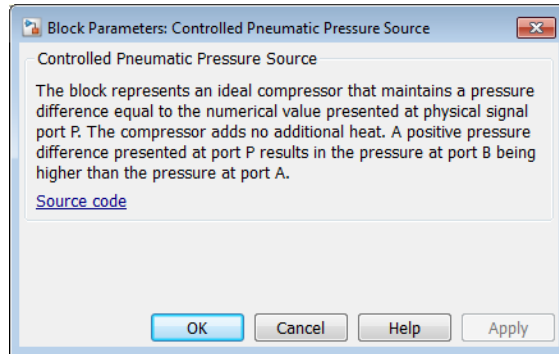 Block Parameters: Controlled Pneumatic Pressure Source
Controlled Pneumatic Pressure Source
The block represents an ideal compressor that maintains a pressure
difference equal to the numerical value presented at physical signal
port P. The compressor adds no additional heat. A positive pressure
difference presented at port P results in the pressure at port B being
higher than the pressure at port A.
Source code
OK Cancel Help Apply